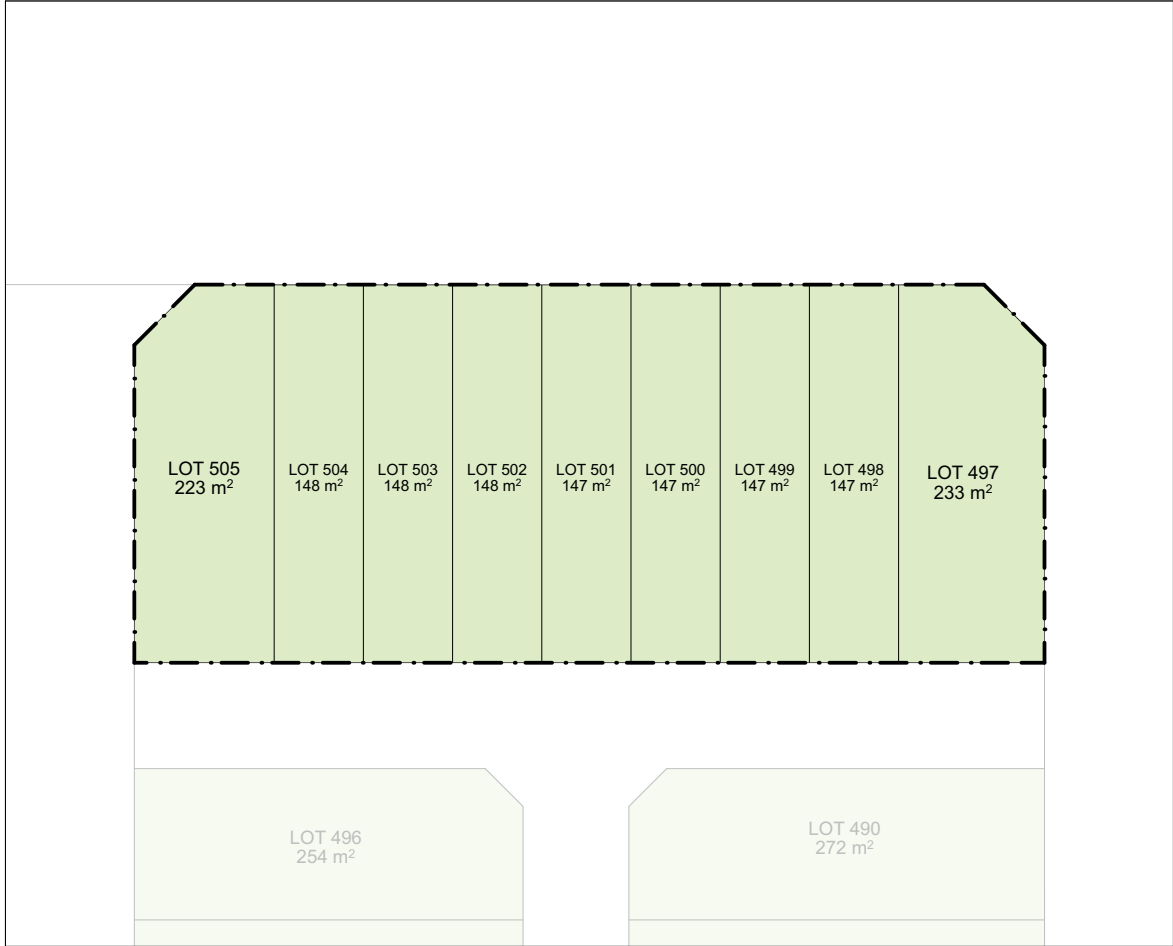 LOT 505
223 m²
LOT 504
148 m²
LOT 503
148 m²
LOT 502
148 m²
LOT 501
147 m²
LOT 500
147 m²
LOT 499
147 m²
LOT 498
147 m²
LOT 497
233 m²
LOT 496
254 m²
LOT 490
272 m²